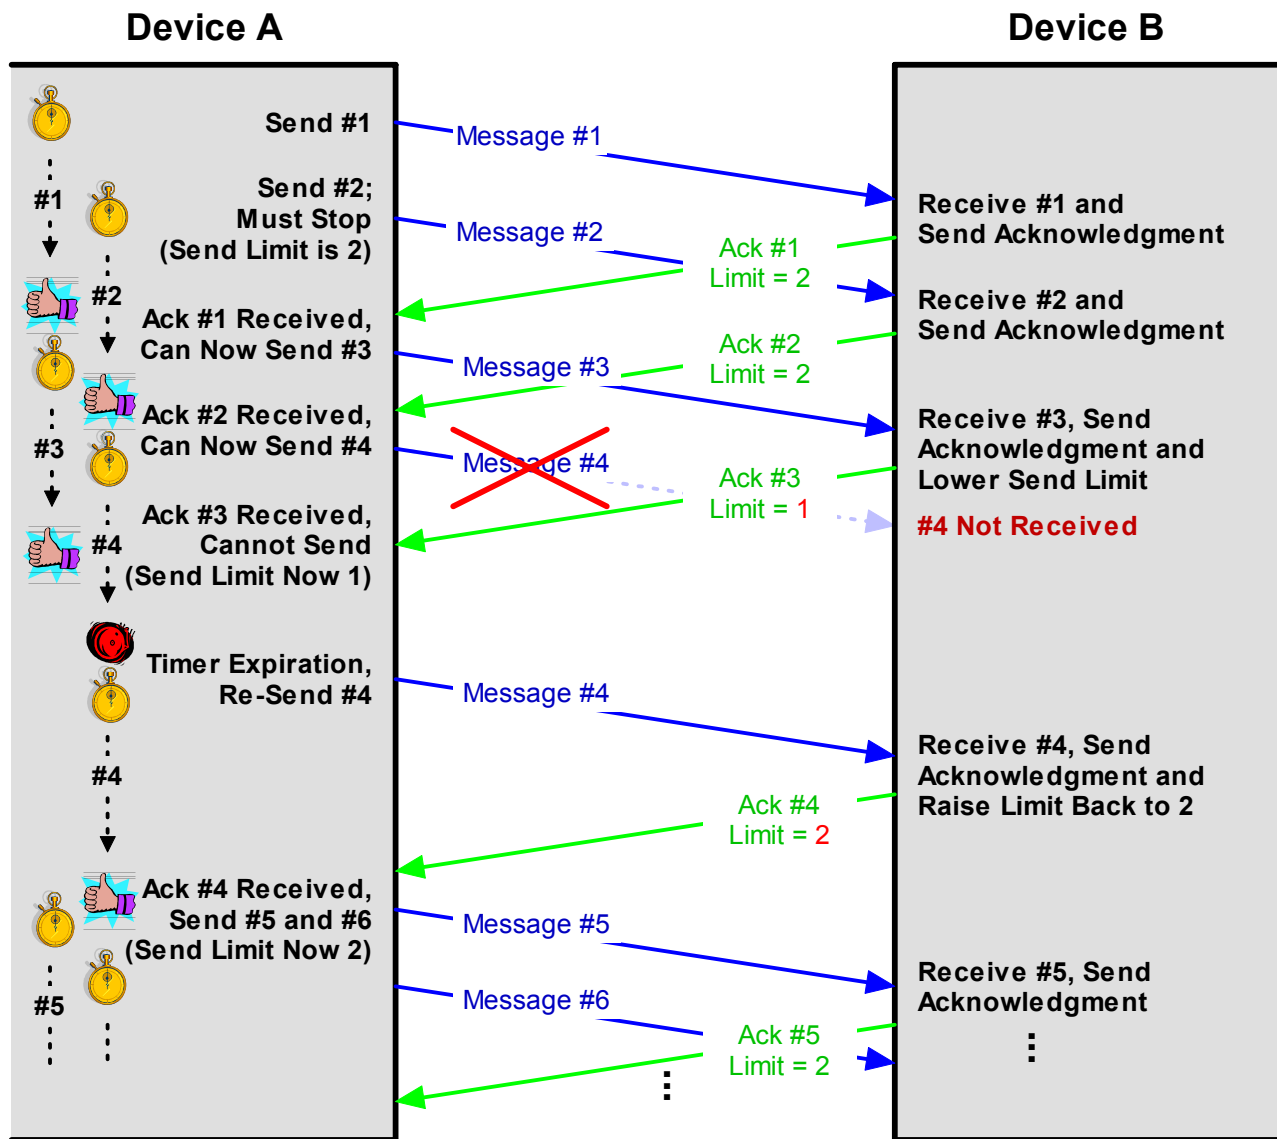 Device A
Device B
Send #1
Message #1
#1
Send #2;
Must Stop
(Send Limit is 2)
Message #2
Receive #1 and
Send Acknowledgment
Ack #1
Limit = 2
#2
Ack #1 Received,
Can Now Send #3
Receive #2 and
Send Acknowledgment
Ack #2
Limit = 2
Message #3
#3
Ack #2 Received,
Can Now Send #4
Message #4
Receive #3, Send
Acknowledgment and
Lower Send Limit
Ack #3
Limit = 1
#4 Not Received
#4
Ack #3 Received,
Cannot Send
(Send Limit Now 1)
Timer Expiration,
Re-Send #4
Message #4
#4
Receive #4, Send
Acknowledgment and
Raise Limit Back to 2
Ack #4
Limit = 2
Ack #4 Received,
Send #5 and #6
(Send Limit Now 2)
Message #5
#5
Message #6
Receive #5, Send
Acknowledgment
Ack #5
Limit = 2